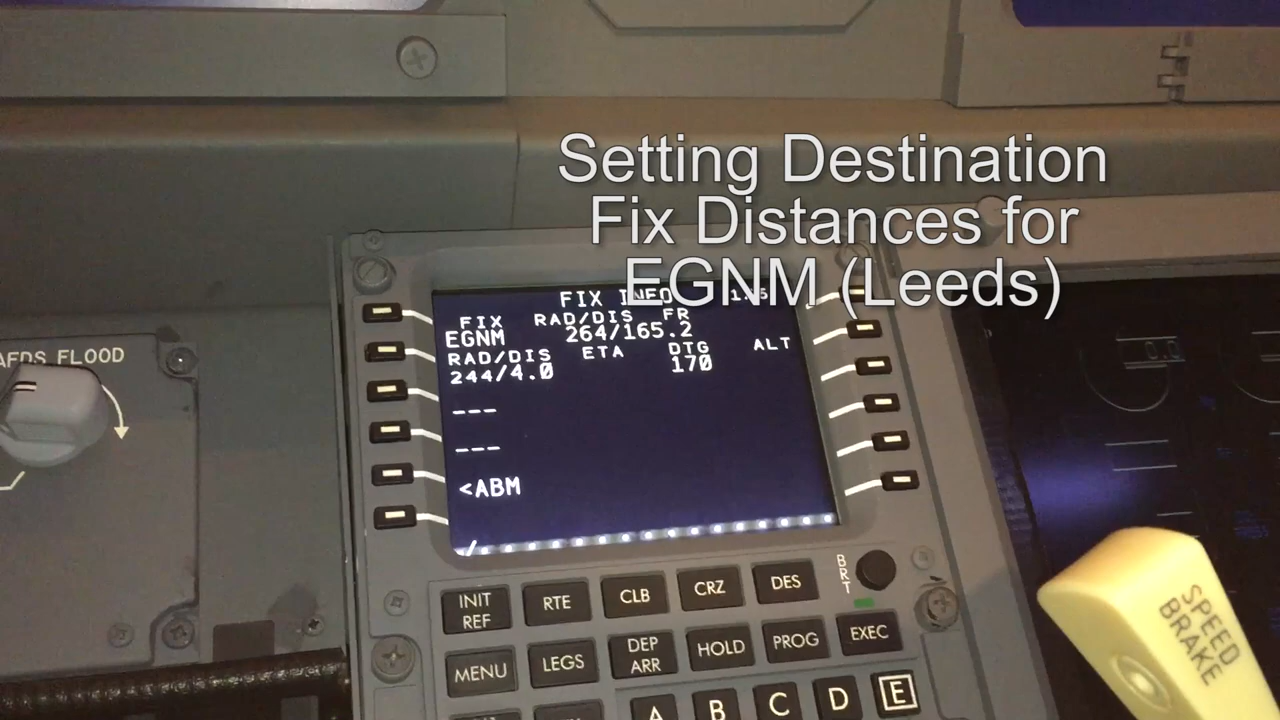 Setting Destination
Fix Distances for
EGNM (Leeds)
AFDS FLOOD
FIX INFO
FIX RAD/DIS FR
EGNM 264/165.2
RAD/DIS ETA DTG ALT
244/4.0 170
---
---
<ABM
/
BRT
INIT REF
RTE
CLB
CRZ
DES
MENU
LEGS
DEP ARR
HOLD
PROG
EXEC
A B C D E
SPEED
BRAKE
0.0